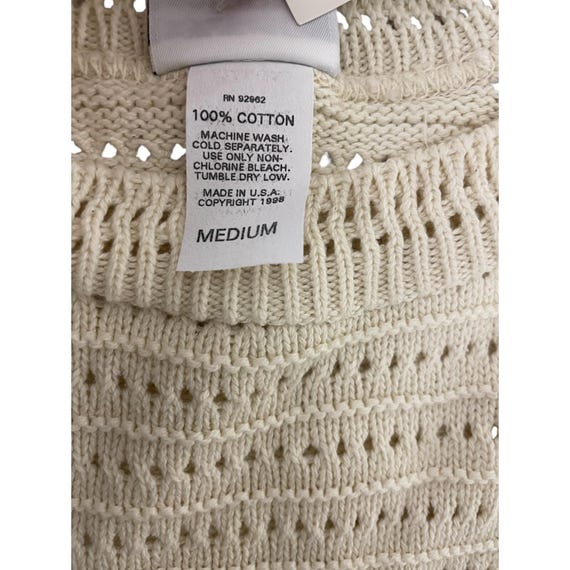 RN 92962
100% COTTON
MACHINE WASH
COLD SEPARATELY.
USE ONLY NON-
CHLORINE BLEACH.
TUMBLE DRY LOW.
MADE IN U.S.A.
COPYRIGHT 1998
MEDIUM